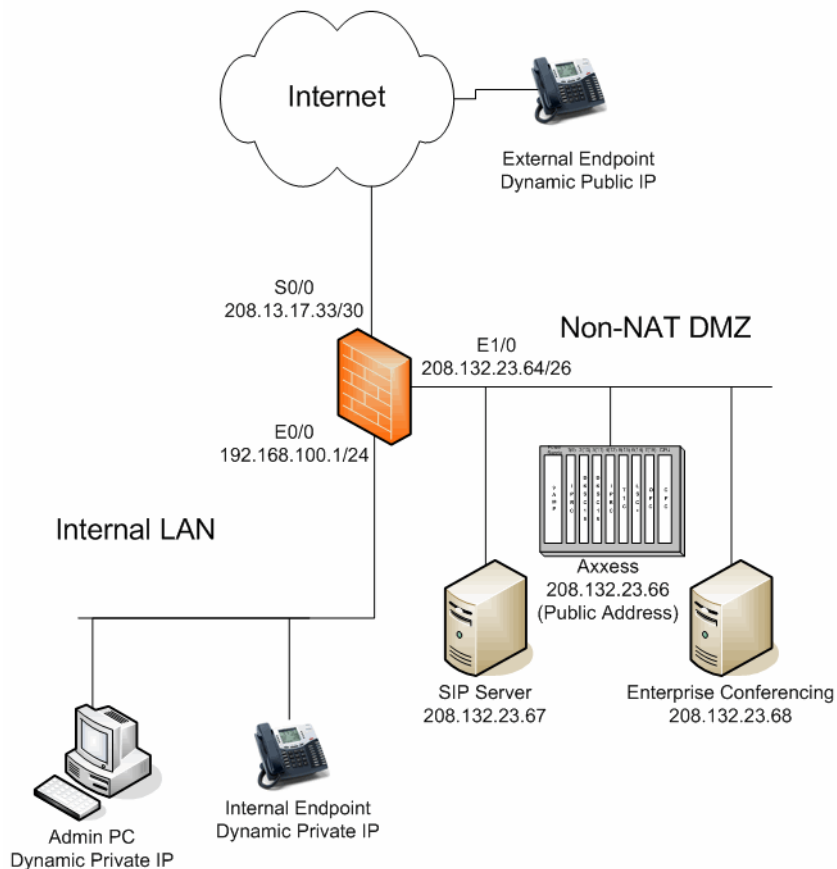 Internet
External Endpoint
Dynamic Public IP
S0/0
208.13.17.33/30
Non-NAT DMZ
E1/0
208.132.23.64/26
E0/0
192.168.100.1/24
Internal LAN
Axxess
208.132.23.66
(Public Address)
SIP Server
208.132.23.67
Enterprise Conferencing
208.132.23.68
Internal Endpoint
Dynamic Private IP
Admin PC
Dynamic Private IP